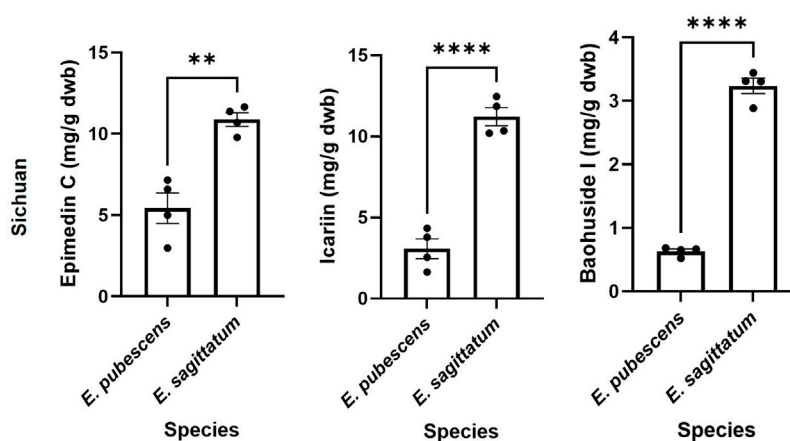 Sichuan
Epimedin C (mg/g dwb)
15
10
5
0
**
E. pubescens
E. sagittatum
Species
Icariin (mg/g dwb)
15
10
5
0
****
E. pubescens
E. sagittatum
Species
Baohuside I (mg/g dwb)
4
3
2
1
0
****
E. pubescens
E. sagittatum
Species